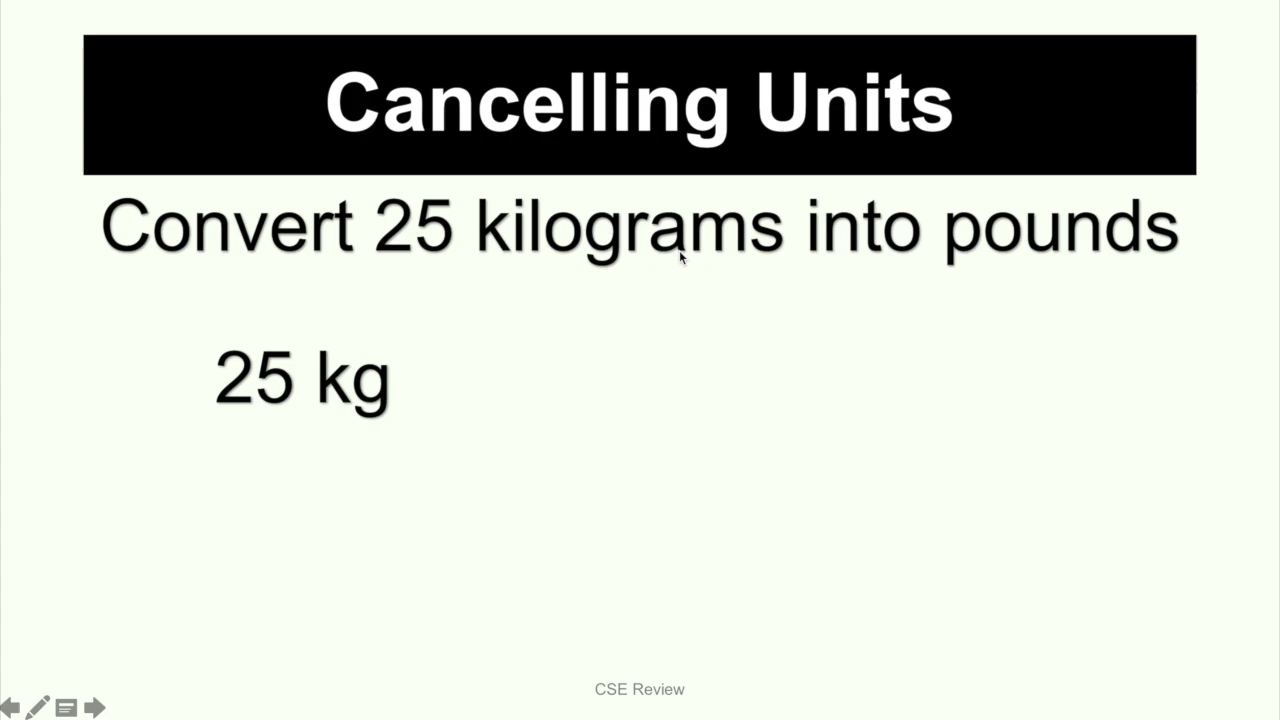 Cancelling Units
Convert 25 kilograms into pounds
25 kg
CSE Review